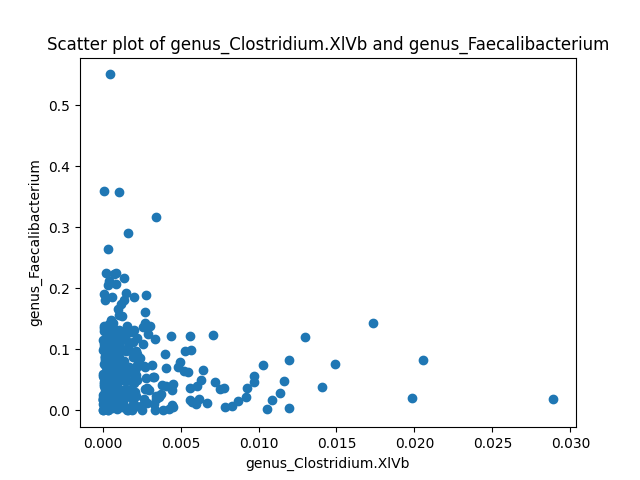 Scatter plot of genus_Clostridium.XlVb and genus_Faecalibacterium
genus_Faecalibacterium
0.5
0.4
0.3
0.2
0.1
0.0
0.000 0.005 0.010 0.015 0.020 0.025 0.030
genus_Clostridium.XlVb